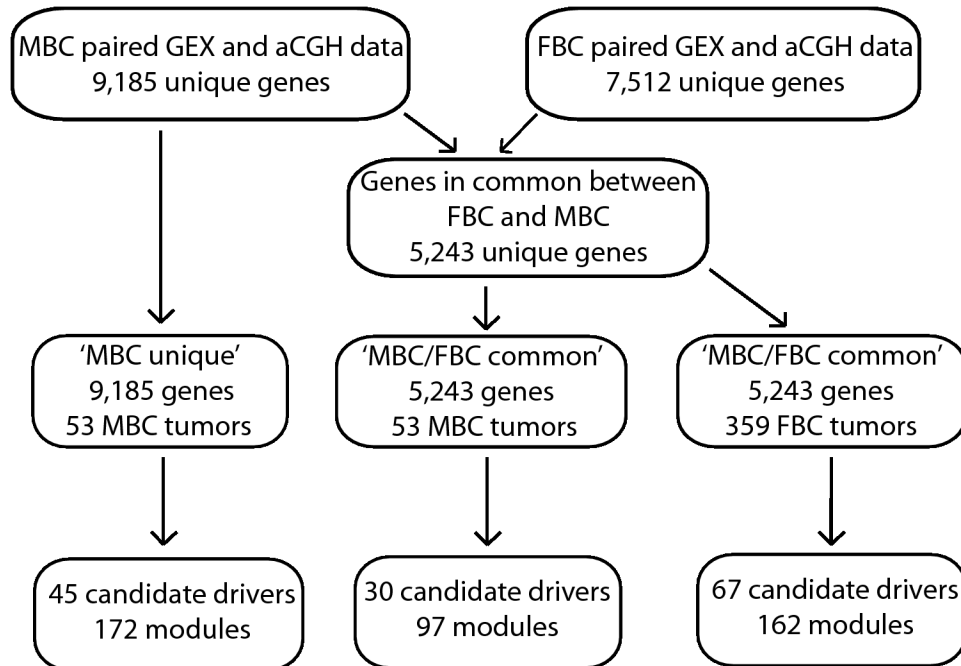 MBC paired GEX and aCGH data
9,185 unique genes
FBC paired GEX and aCGH data
7,512 unique genes
Genes in common between
FBC and MBC
5,243 unique genes
‘MBC unique’
9,185 genes
53 MBC tumors
‘MBC/FBC common’
5,243 genes
53 MBC tumors
‘MBC/FBC common’
5,243 genes
359 FBC tumors
45 candidate drivers
172 modules
30 candidate drivers
97 modules
67 candidate drivers
162 modules